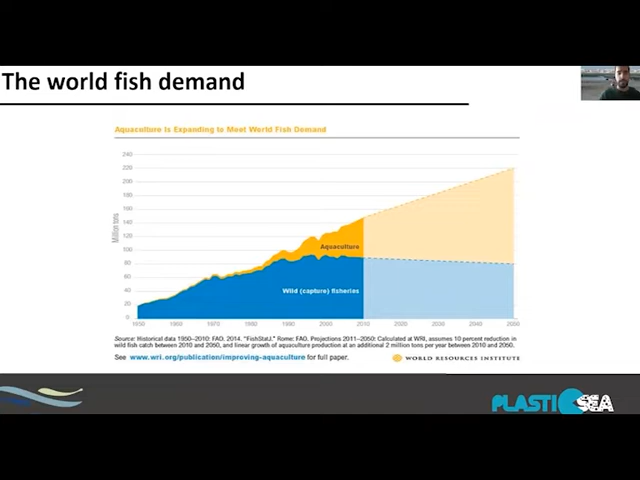 The world fish demand
Aquaculture Is Expanding to Meet World Fish Demand
240
220
200
180
160
140
120
100
80
60
40
20
0
Million tons
Aquaculture
Wild (capture) fisheries
1950 1960 1970 1980 1990 2000 2010 2020 2030 2040 2050
Source: Historical data 1950–2010: FAO. 2014. "FishStatJ." Rome: FAO. Projections 2011–2050: Calculated at WRI, assumes 10 percent reduction in
wild fish catch between 2010 and 2050, and linear growth of aquaculture production at an additional 2 million tons per year between 2010 and 2050.
See www.wri.org/publication/improving-aquaculture for full paper.
WORLD RESOURCES INSTITUTE
PLASTICSEA